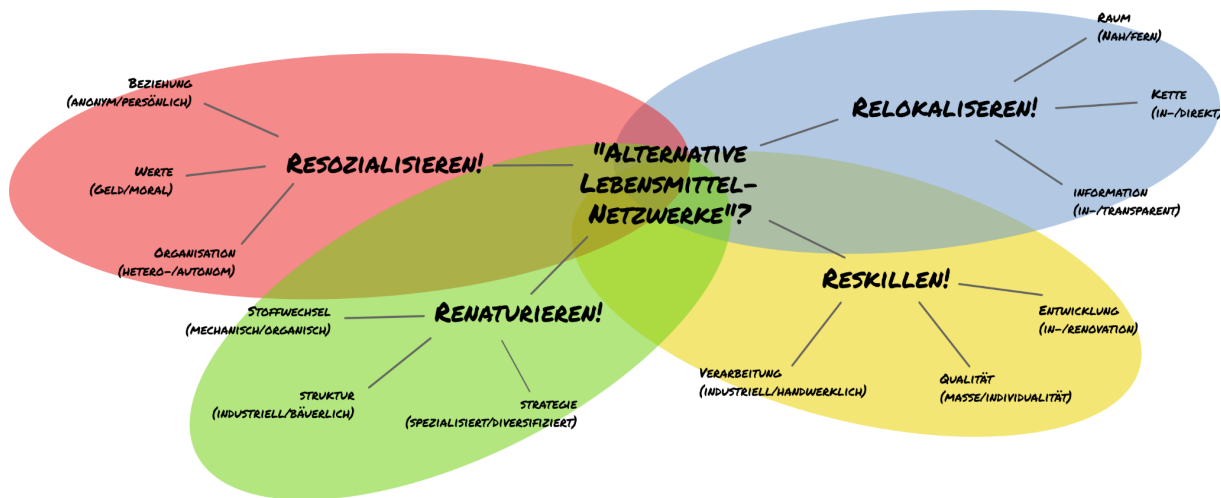 "Alternative
Lebensmittel-
Netzwerke"?
Resozialisieren!
Beziehung
(anonym/persönlich)
Werte
(Geld/moral)
Organisation
(hetero-/autonom)
Relokaliseren!
Raum
(Nah/fern)
Kette
(in-/direkt)
information
(in-/transparent)
Renaturieren!
Stoffwechsel
(mechanisch/organisch)
struktur
(industriell/bäuerlich)
strategie
(spezialisiert/diversifiziert)
Reskillen!
Entwicklung
(in-/renovation)
Qualität
(masse/individualität)
Verarbeitung
(industriell/handwerklich)